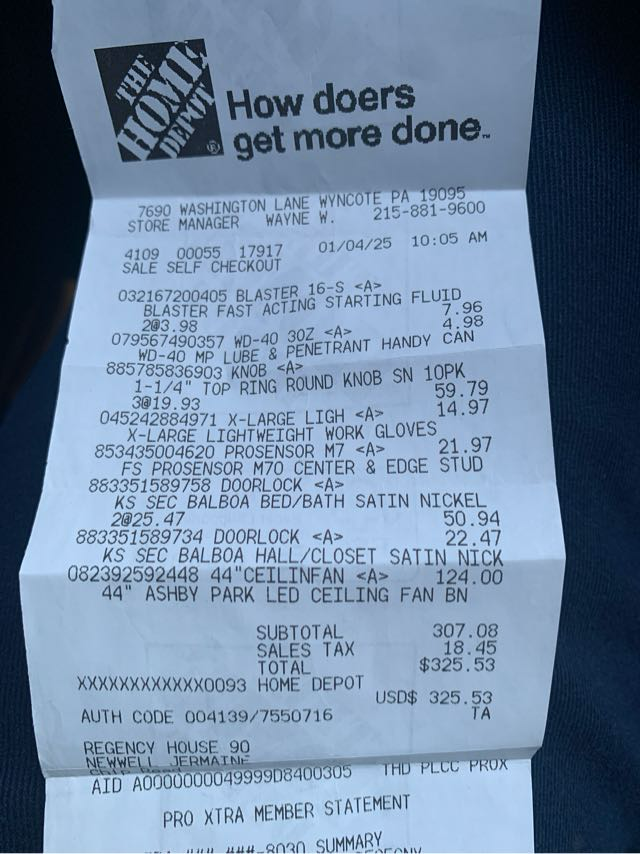 THE
HOME
DEPOT
®
How doers
get more done™
7690 WASHINGTON LANE WYNCOTE PA 19095
STORE MANAGER WAYNE W. 215-881-9600
4109 00055 17917 01/04/25 10:05 AM
SALE SELF CHECKOUT
032167200405 BLASTER 16-S <A>
BLASTER FAST ACTING STARTING FLUID
2@3.98 7.96
079567490357 WD-40 3OZ <A> 4.98
WD-40 MP LUBE & PENETRANT HANDY CAN
885785836903 KNOB <A>
1-1/4" TOP RING ROUND KNOB SN 10PK
3@19.93 59.79
045242884971 X-LARGE LIGH <A> 14.97
X-LARGE LIGHTWEIGHT WORK GLOVES
853435004620 PROSENSOR M7 <A> 21.97
FS PROSENSOR M70 CENTER & EDGE STUD
883351589758 DOORLOCK <A>
KS SEC BALBOA BED/BATH SATIN NICKEL
2@25.47 50.94
883351589734 DOORLOCK <A> 22.47
KS SEC BALBOA HALL/CLOSET SATIN NICK
082392592448 44"CEILINFAN <A> 124.00
44" ASHBY PARK LED CEILING FAN BN
SUBTOTAL 307.08
SALES TAX 18.45
TOTAL $325.53
XXXXXXXXXXXX0093 HOME DEPOT
USD$ 325.53
AUTH CODE 004139/7550716 TA
REGENCY HOUSE 90
NEWWELL JERMAINE
AID A0000000049999D8400305 THD PLCC PROX
PRO XTRA MEMBER STATEMENT
###-8030 SUMMARY